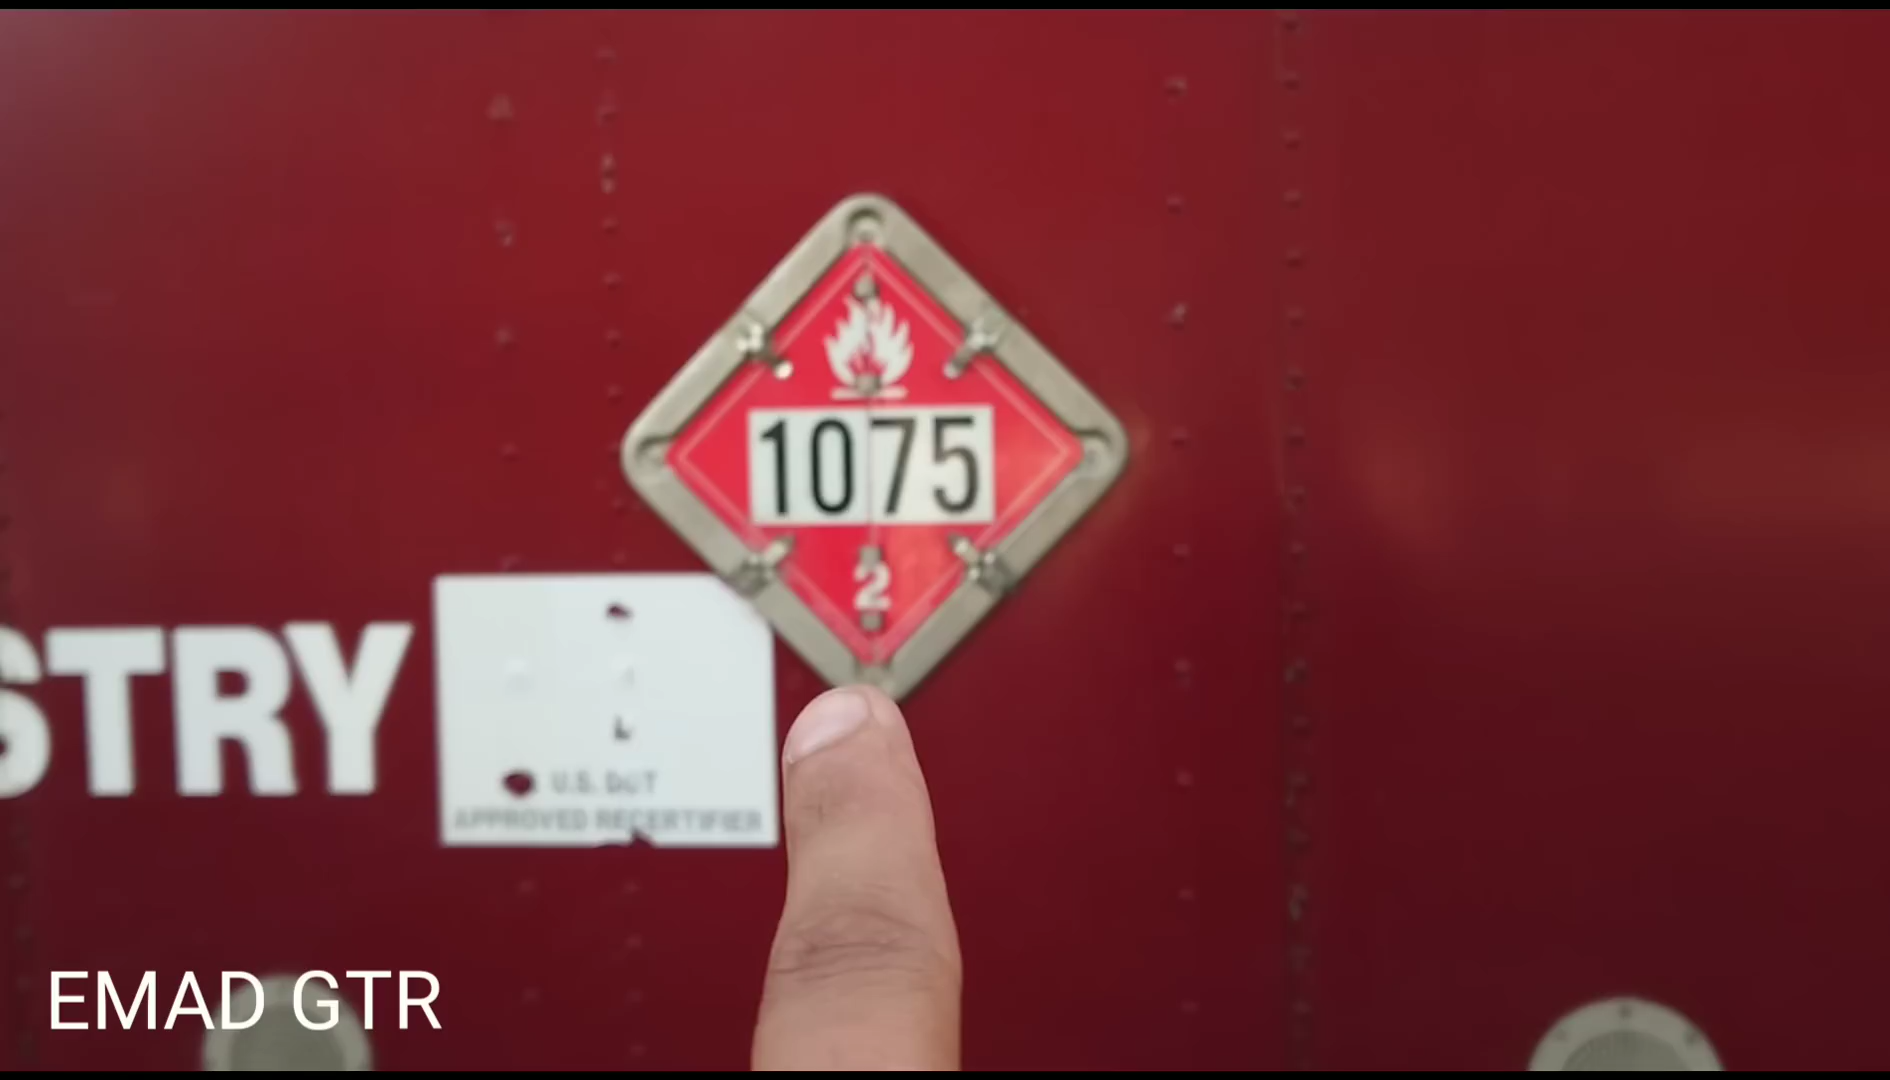 1075
2
STRY
U.S. DOT
APPROVED RECERTIFIER
EMAD GTR